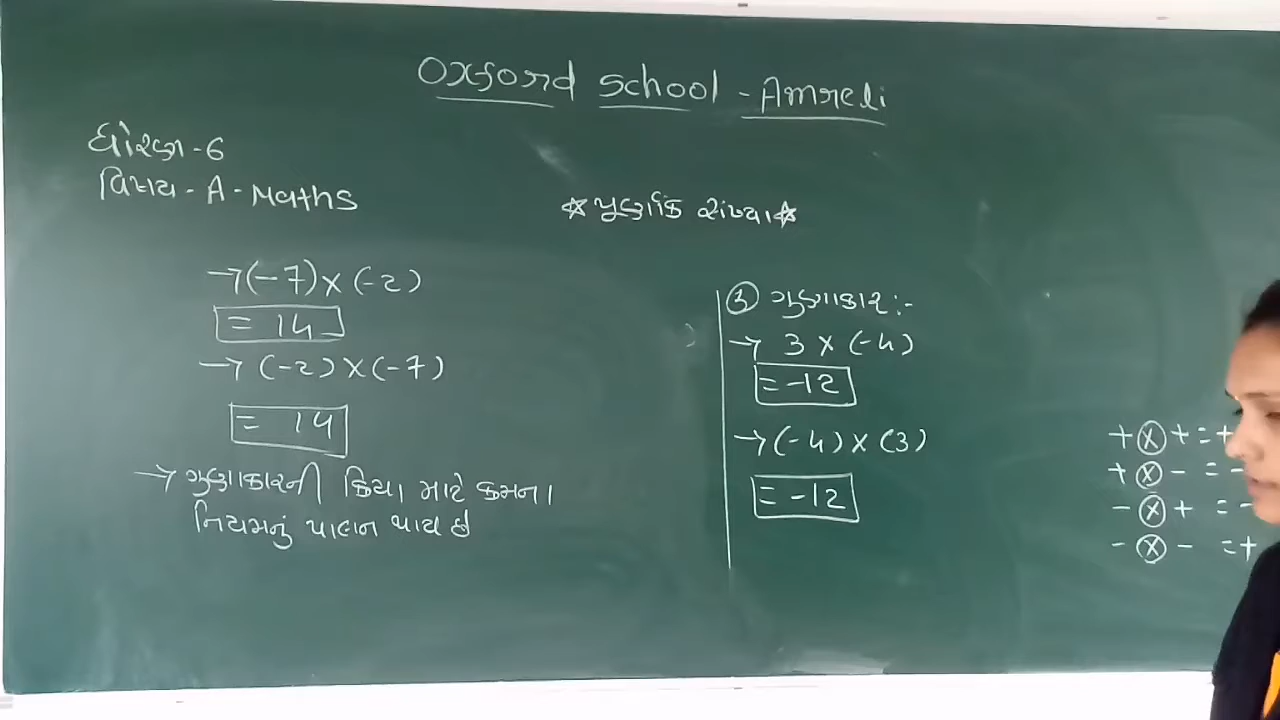 Oxford School - Amreli
ધોરણ - 6
વિષય - A - Maths
☆ પૂર્ણાંક સંખ્યા ☆
→ (-7) × (-2)
= 14
→ (-2) × (-7)
= 14
→ ગુણાકારની ક્રિયા માટે ક્રમના
નિયમનું પાલન થાય છે
③ ગુણાકાર :-
→ 3 × (-4)
= -12
→ (-4) × (3)
= -12
+ ⓧ + = +
+ ⓧ - = -
- ⓧ + = -
- ⓧ - = +